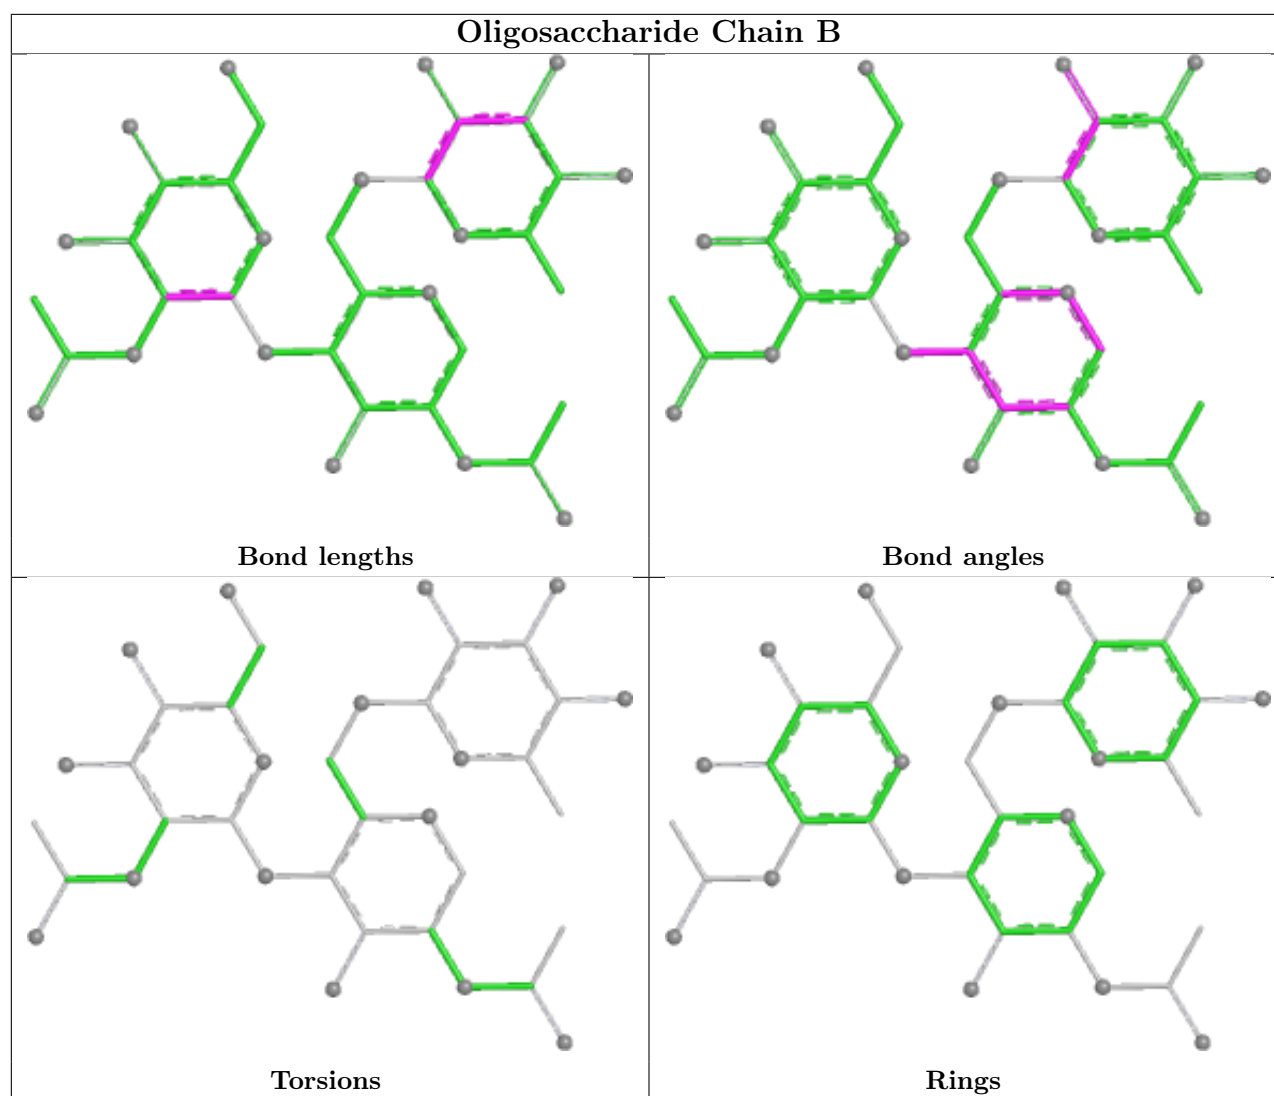 Oligosaccharide Chain B
Bond lengths
Bond angles
Torsions
Rings